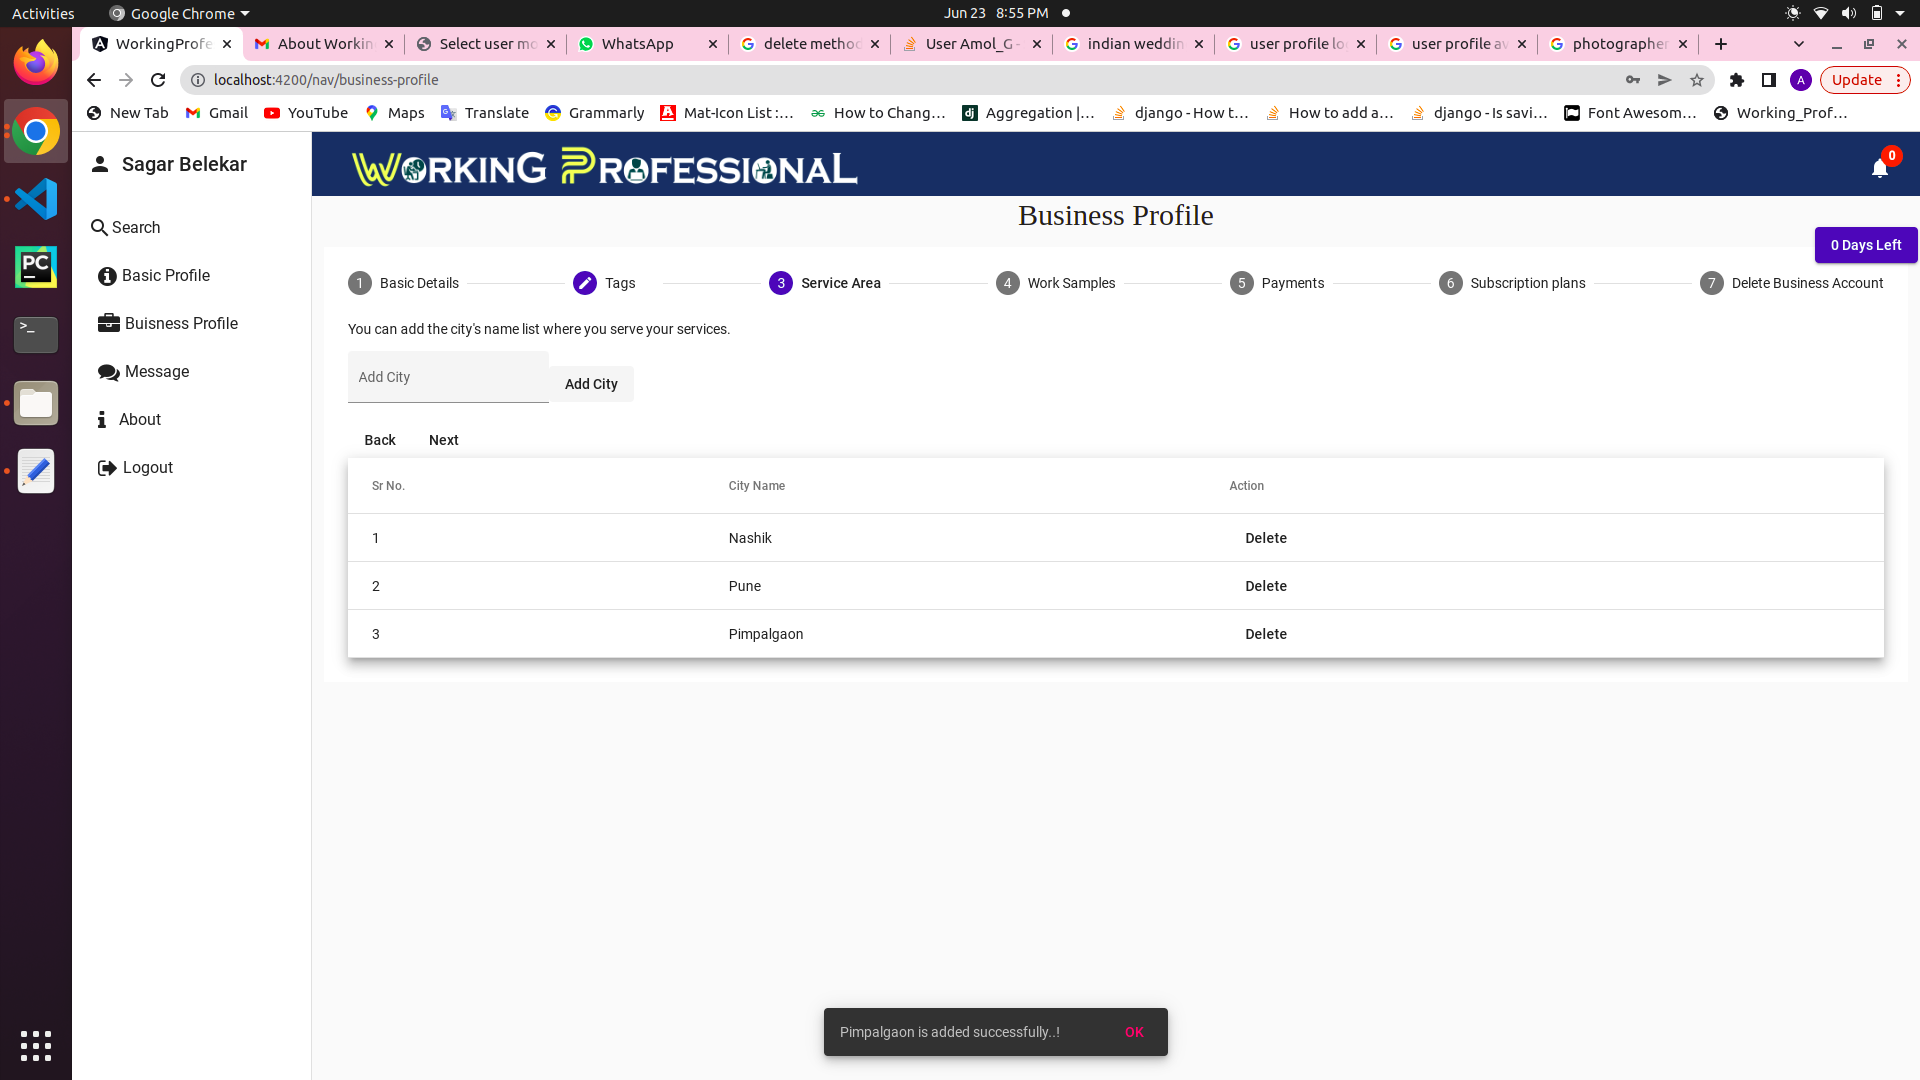 Activities
Google Chrome
Jun 23 8:55 PM
WorkingProfe
About Workin
Select user mo
WhatsApp
delete method
User Amol_G -
indian weddin
user profile lo
user profile av
photographer
localhost:4200/nav/business-profile
A
Update
New Tab
Gmail
YouTube
Maps
Translate
Grammarly
Mat-Icon List :...
How to Chang...
Aggregation |...
django - How t...
How to add a...
django - Is savi...
Font Awesom...
Working_Prof...
Sagar Belekar
WORKING PROFESSIONAL
0
Search
Basic Profile
Buisness Profile
Message
About
Logout
Business Profile
0 Days Left
1 Basic Details
Tags
3 Service Area
4 Work Samples
5 Payments
6 Subscription plans
7 Delete Business Account
You can add the city's name list where you serve your services.
Add City
Add City
Back
Next
Sr No. City Name Action
1 Nashik Delete
2 Pune Delete
3 Pimpalgaon Delete
Pimpalgaon is added successfully..!
OK
PC
>_